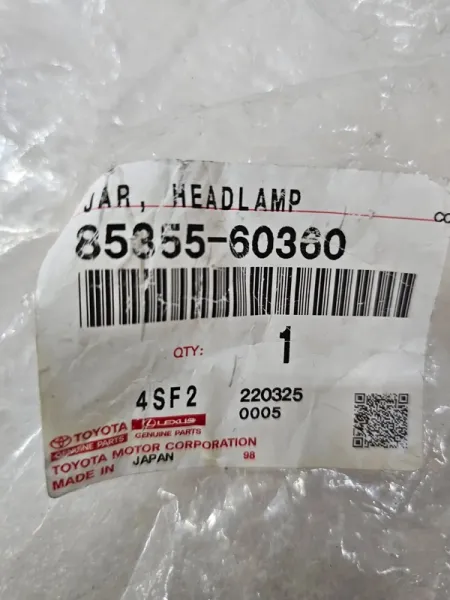 JAR, HEADLAMP
CO
85355-60360
QTY: 1
4SF2 220325
0005
TOYOTA LEXUS
GENUINE PARTS GENUINE PARTS
TOYOTA MOTOR CORPORATION
MADE IN JAPAN 98